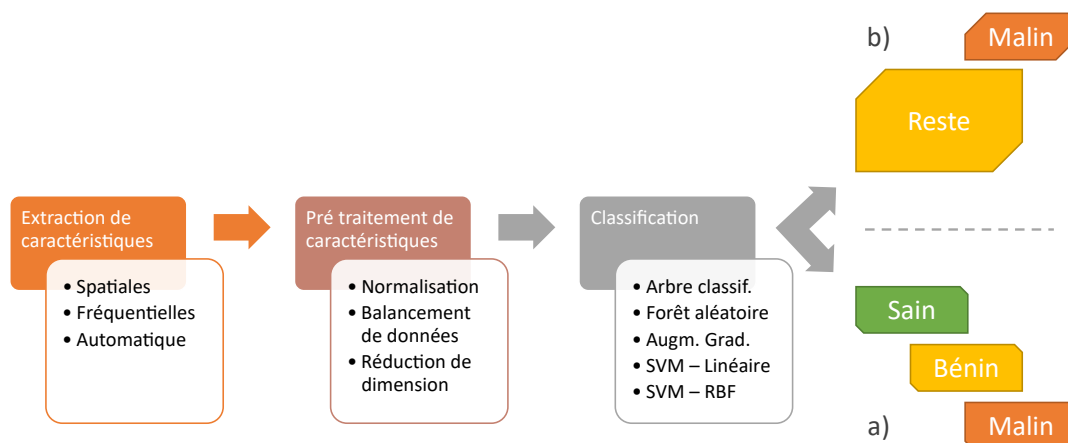 b)
Malin
Reste
Extraction de
caractéristiques
• Spatiales
• Fréquentielles
• Automatique
Pré traitement de
caractéristiques
• Normalisation
• Balancement
de données
• Réduction de
dimension
Classification
• Arbre classif.
• Forêt aléatoire
• Augm. Grad.
• SVM – Linéaire
• SVM – RBF
Sain
Bénin
a)
Malin